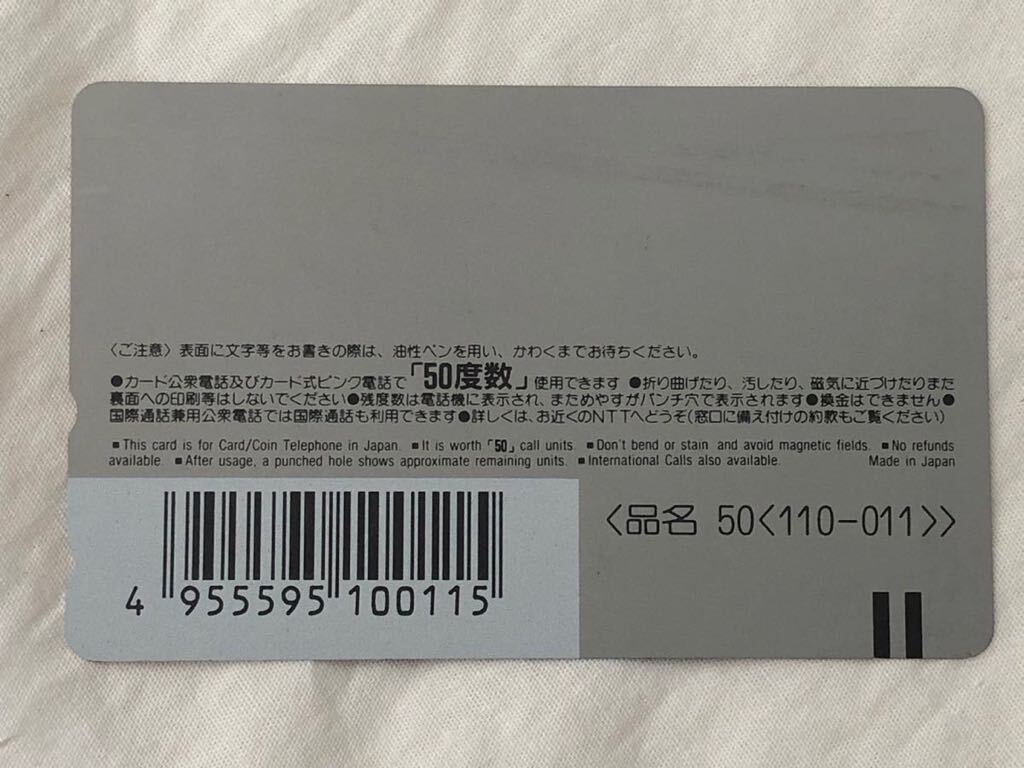 〈ご注意〉表面に文字等をお書きの際は、油性ペンを用い、かわくまでお待ちください。
●カード公衆電話及びカード式ピンク電話で「50度数」使用できます ●折り曲げたり、汚したり、磁気に近づけたりまた
裏面への印刷等はしないでください●残度数は電話機に表示され、まためやすがパンチ穴で表示されます●換金はできません●
国際通話兼用公衆電話では国際通話も利用できます●詳しくは、お近くのNTTへどうぞ(窓口に備え付けの約款もご覧ください)
■This card is for Card/Coin Telephone in Japan. ■It is worth「50」call units. ■Don't bend or stain and avoid magnetic fields. ■No refunds
available. ■After usage, a punched hole shows approximate remaining units. ■International Calls also available. Made in Japan
〈品名 50〈110-011〉〉
4 955595 100115